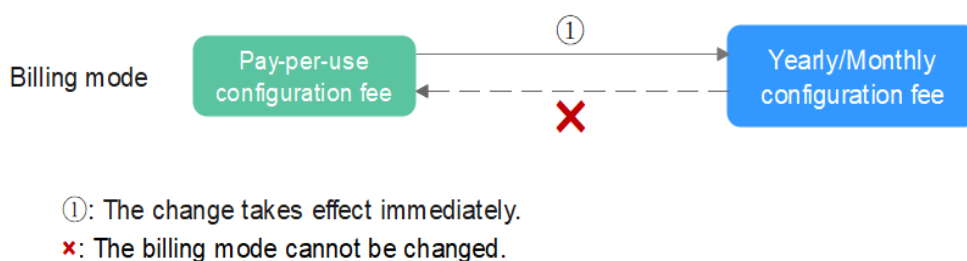 ①
Billing mode
Pay-per-use
configuration fee
Yearly/Monthly
configuration fee
①: The change takes effect immediately.
×: The billing mode cannot be changed.